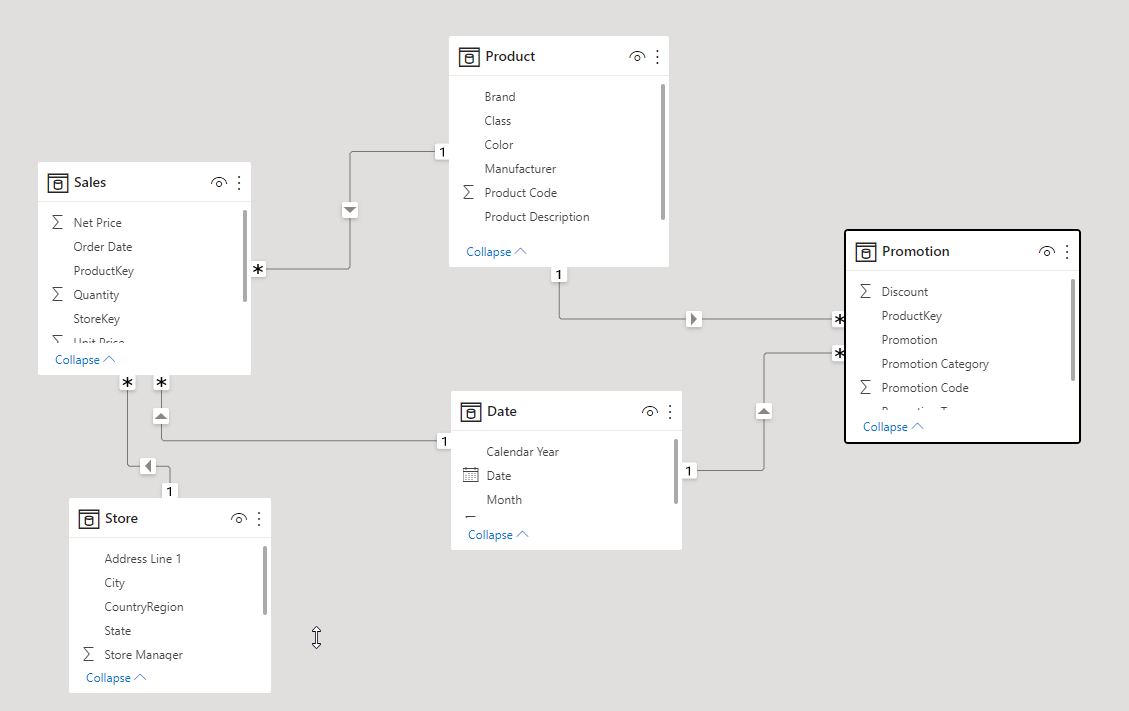 Product
Brand
Class
Color
Manufacturer
Product Code
Product Description
Collapse
1
1
Sales
Net Price
Order Date
ProductKey
Quantity
StoreKey
Unit Price
Collapse
*
*
*
Promotion
Discount
ProductKey
Promotion
Promotion Category
Promotion Code
Collapse
*
*
Date
Calendar Year
Date
Month
Collapse
1
1
1
Store
Address Line 1
City
CountryRegion
State
Store Manager
Collapse